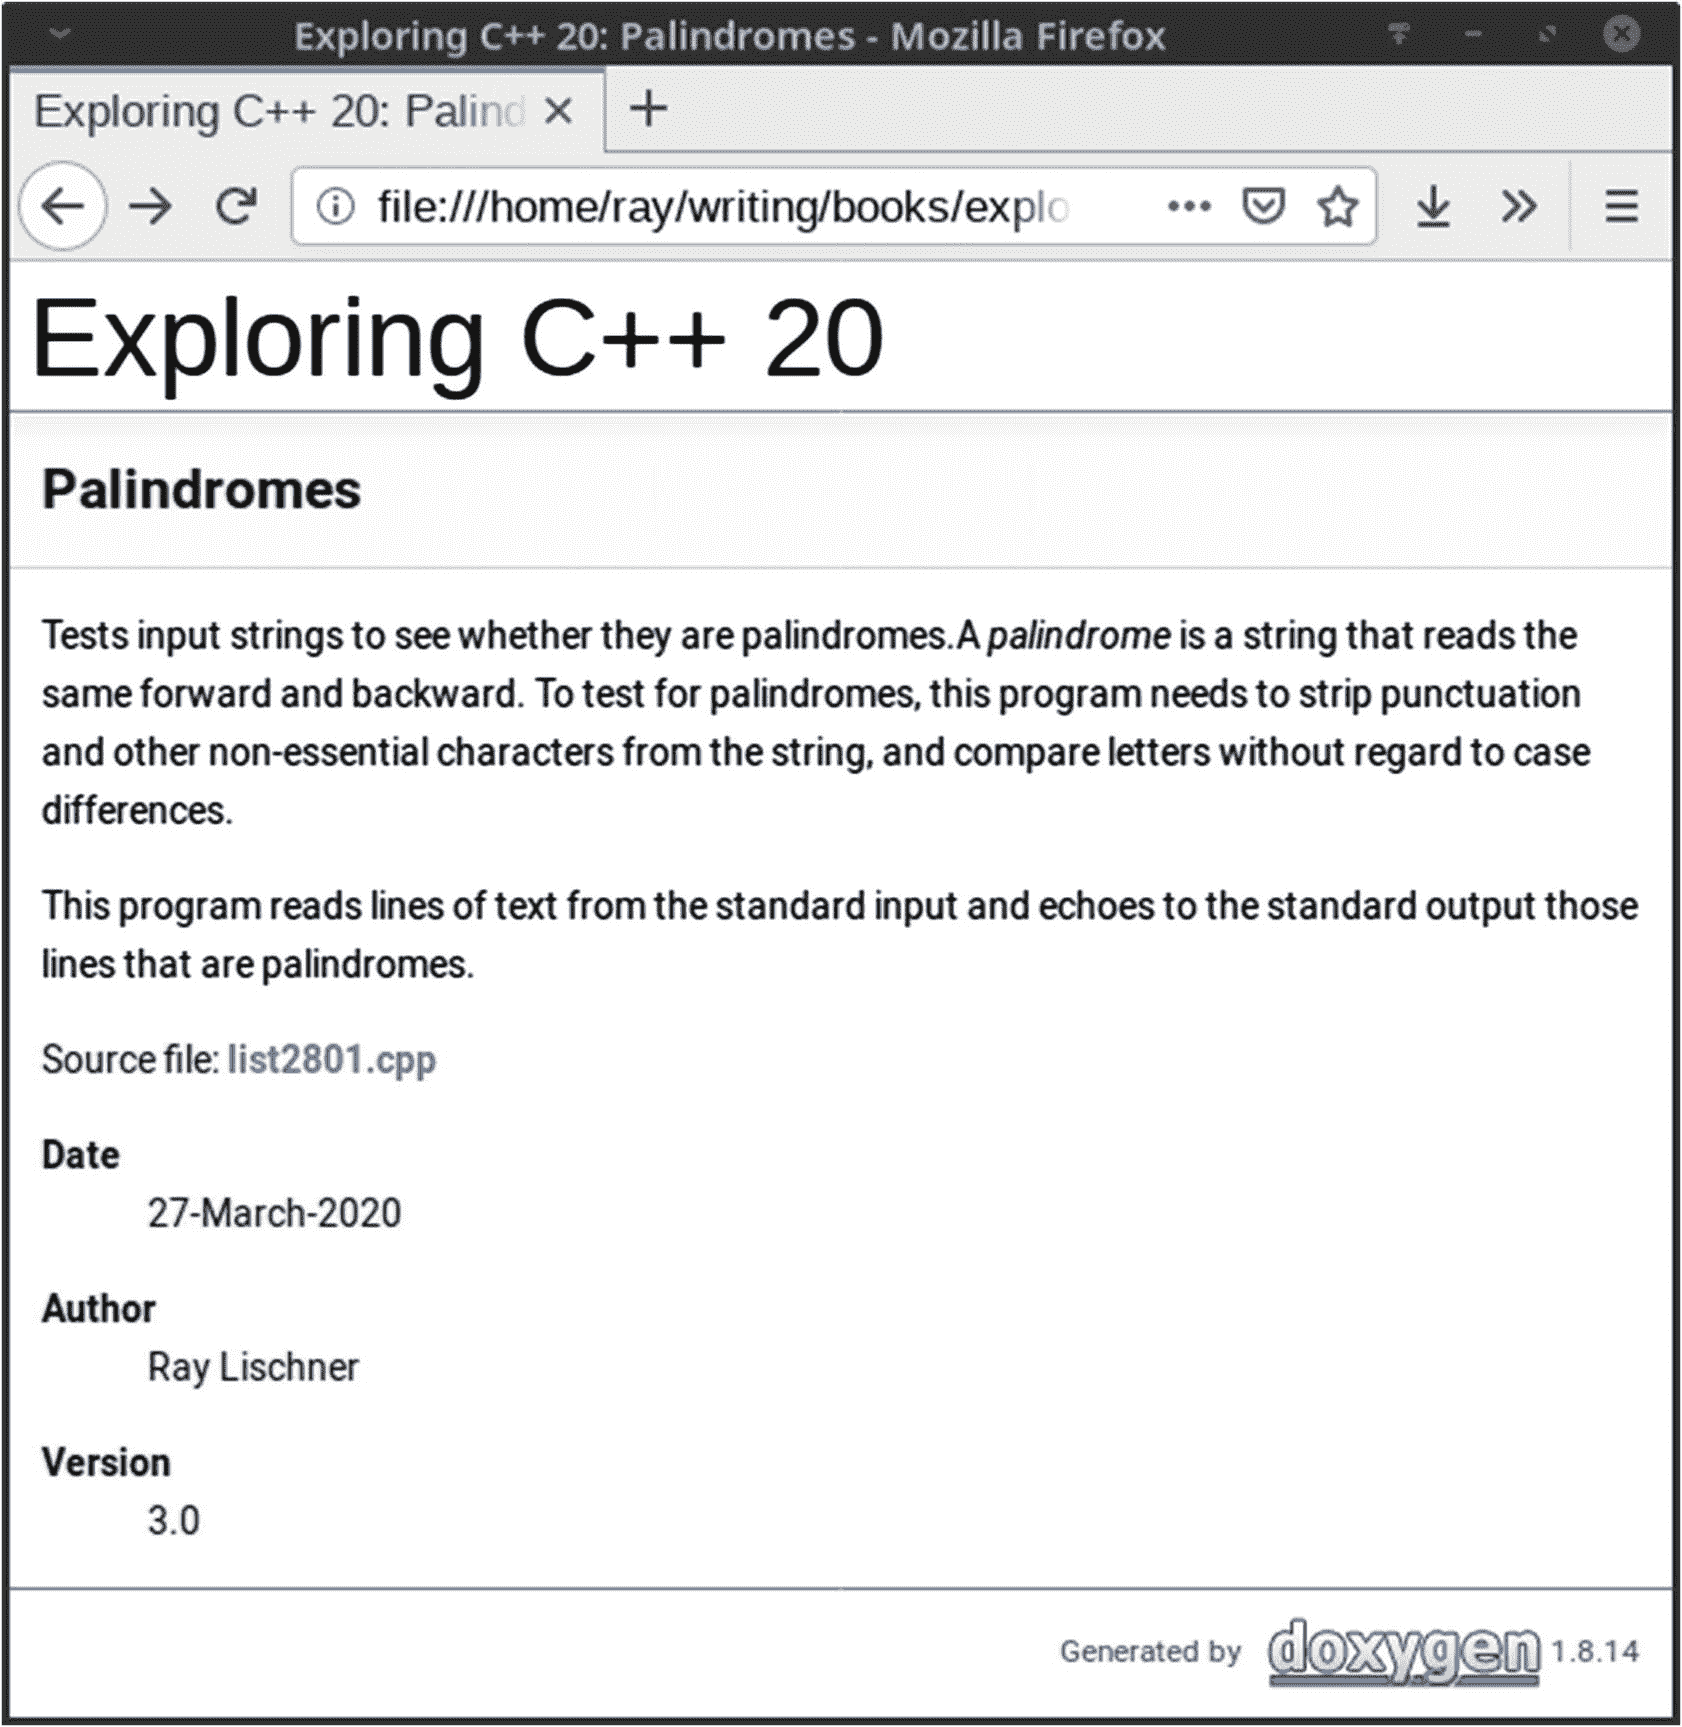 Exploring C++ 20: Palindromes - Mozilla Firefox
Exploring C++ 20: Palind
file:///home/ray/writing/books/explo
Exploring C++ 20
Palindromes
Tests input strings to see whether they are palindromes.A palindrome is a string that reads the
same forward and backward. To test for palindromes, this program needs to strip punctuation
and other non-essential characters from the string, and compare letters without regard to case
differences.
This program reads lines of text from the standard input and echoes to the standard output those
lines that are palindromes.
Source file: list2801.cpp
Date
27-March-2020
Author
Ray Lischner
Version
3.0
Generated by doxygen 1.8.14